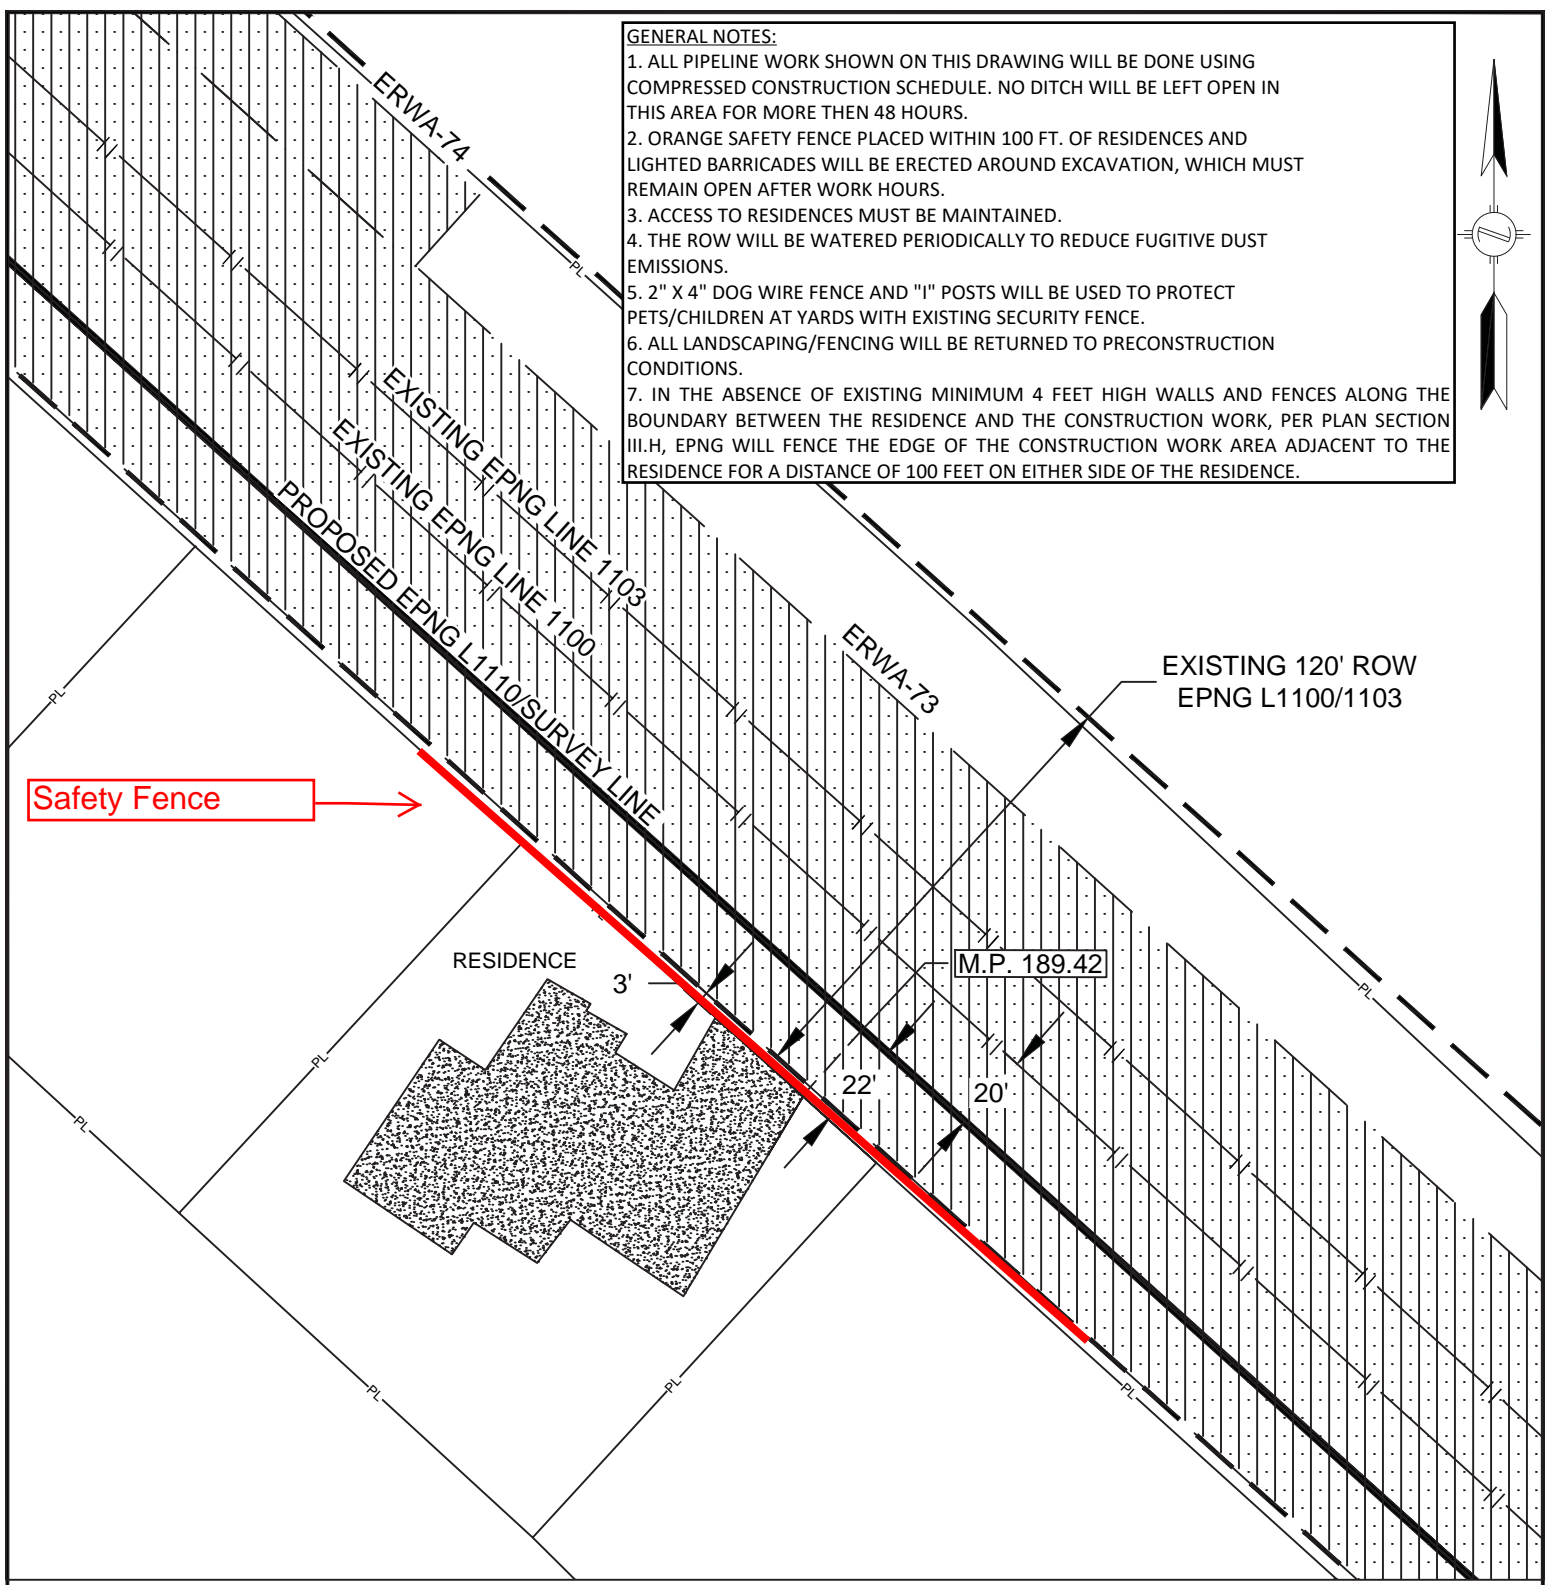 GENERAL NOTES:
1. ALL PIPELINE WORK SHOWN ON THIS DRAWING WILL BE DONE USING
COMPRESSED CONSTRUCTION SCHEDULE. NO DITCH WILL BE LEFT OPEN IN
THIS AREA FOR MORE THEN 48 HOURS.
2. ORANGE SAFETY FENCE PLACED WITHIN 100 FT. OF RESIDENCES AND
LIGHTED BARRICADES WILL BE ERECTED AROUND EXCAVATION, WHICH MUST
REMAIN OPEN AFTER WORK HOURS.
3. ACCESS TO RESIDENCES MUST BE MAINTAINED.
4. THE ROW WILL BE WATERED PERIODICALLY TO REDUCE FUGITIVE DUST
EMISSIONS.
5. 2" X 4" DOG WIRE FENCE AND "I" POSTS WILL BE USED TO PROTECT
PETS/CHILDREN AT YARDS WITH EXISTING SECURITY FENCE.
6. ALL LANDSCAPING/FENCING WILL BE RETURNED TO PRECONSTRUCTION
CONDITIONS.
7. IN THE ABSENCE OF EXISTING MINIMUM 4 FEET HIGH WALLS AND FENCES ALONG THE
BOUNDARY BETWEEN THE RESIDENCE AND THE CONSTRUCTION WORK, PER PLAN SECTION
III.H, EPNG WILL FENCE THE EDGE OF THE CONSTRUCTION WORK AREA ADJACENT TO THE
RESIDENCE FOR A DISTANCE OF 100 FEET ON EITHER SIDE OF THE RESIDENCE.
ERWA-74
PL
N
EXISTING EPNG LINE 1103
EXISTING EPNG LINE 1100
PROPOSED EPNG L1110/SURVEY LINE
ERWA-73
EXISTING 120' ROW
EPNG L1100/1103
PL
Safety Fence
PL
RESIDENCE
3'
M.P. 189.42
PL
PL
22'
20'
PL
PL
PL
PL